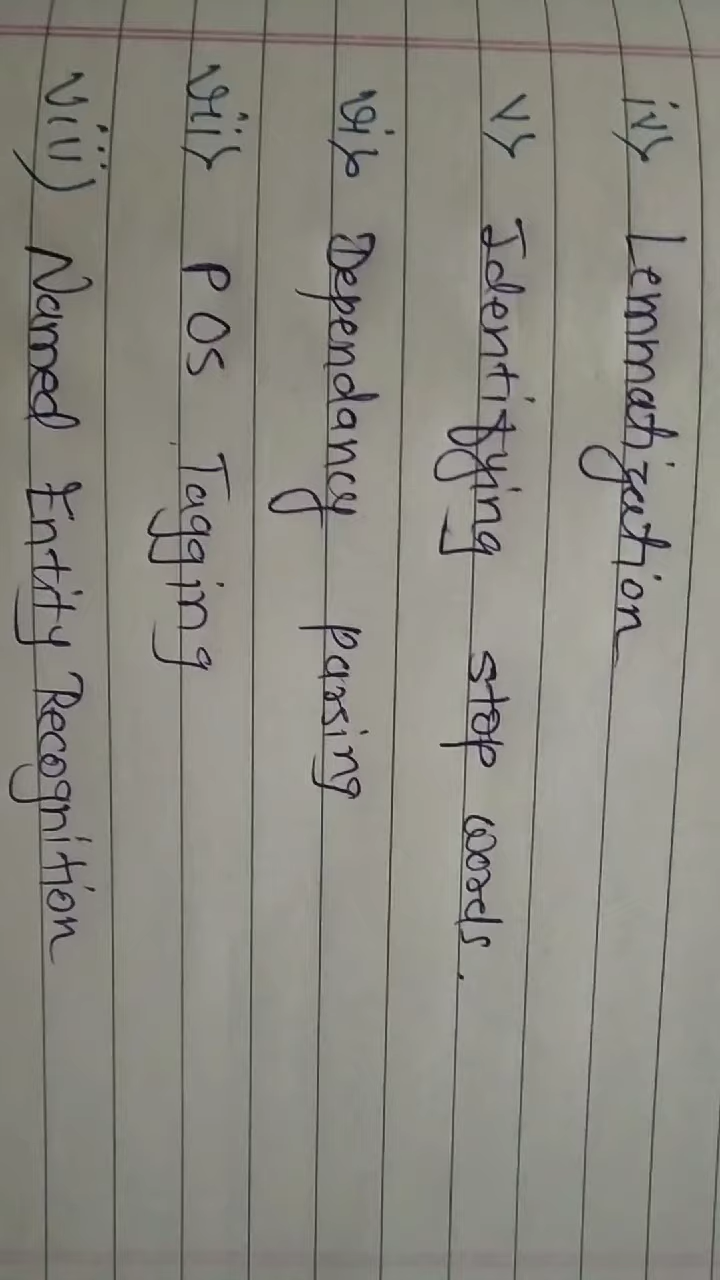 iv> Lemmatization
v> Identifying stop words.
vi> Dependancy parsing
vii> POS Tagging
viii) Named Entity Recognition